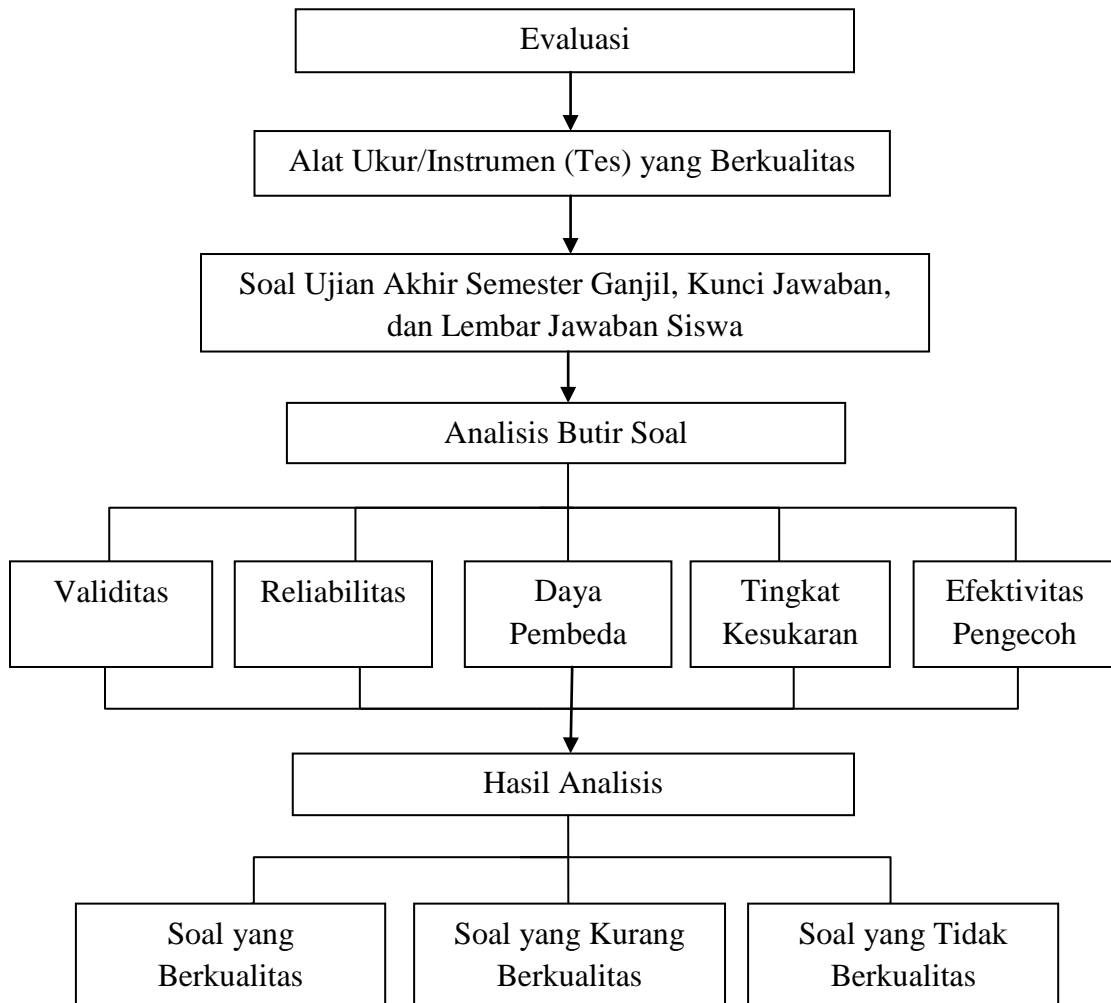 Evaluasi
Alat Ukur/Instrumen (Tes) yang Berkualitas
Soal Ujian Akhir Semester Ganjil, Kunci Jawaban,
dan Lembar Jawaban Siswa
Analisis Butir Soal
Validitas
Reliabilitas
Daya
Pembeda
Tingkat
Kesukaran
Efektivitas
Pengecoh
Hasil Analisis
Soal yang
Berkualitas
Soal yang Kurang
Berkualitas
Soal yang Tidak
Berkualitas